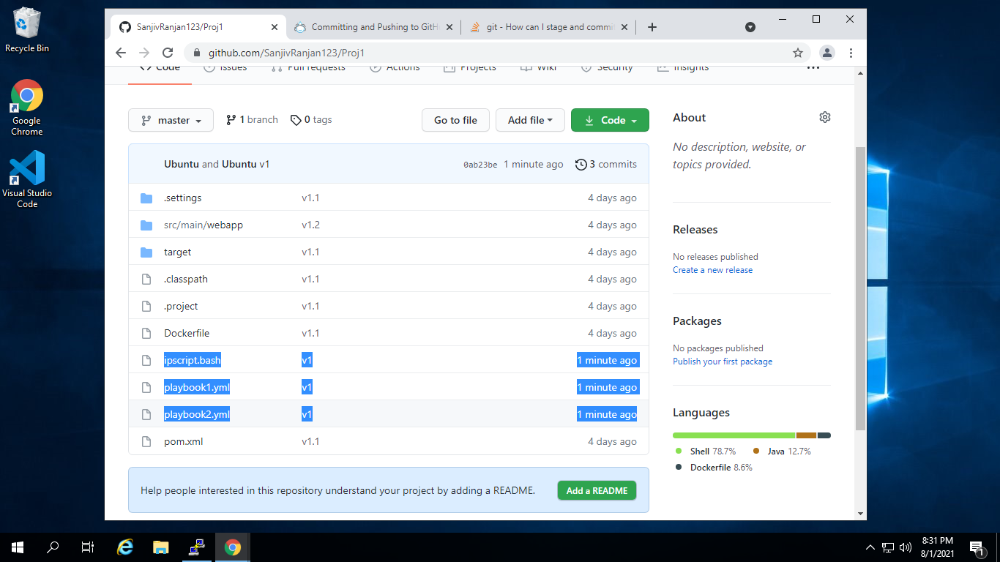 Recycle Bin
Google
Chrome
Visual Studio
Code
SanjivRanjan123/Proj1
Committing and Pushing to GitH
git - How can I stage and commi
github.com/SanjivRanjan123/Proj1
Code
Issues
Pull requests
Actions
Projects
Wiki
Security
Insights
master
1 branch
0 tags
Go to file
Add file
Code
Ubuntu and Ubuntu v1
0ab23be 1 minute ago
3 commits
.settings v1.1 4 days ago
src/main/webapp v1.2 4 days ago
target v1.1 4 days ago
.classpath v1.1 4 days ago
.project v1.1 4 days ago
Dockerfile v1.1 4 days ago
ipscript.bash v1 1 minute ago
playbook1.yml v1 1 minute ago
playbook2.yml v1 1 minute ago
pom.xml v1.1 4 days ago
Help people interested in this repository understand your project by adding a README.
Add a README
About
No description, website, or
topics provided.
Releases
No releases published
Create a new release
Packages
No packages published
Publish your first package
Languages
Shell 78.7%
Java 12.7%
Dockerfile 8.6%
8:31 PM
8/1/2021
1